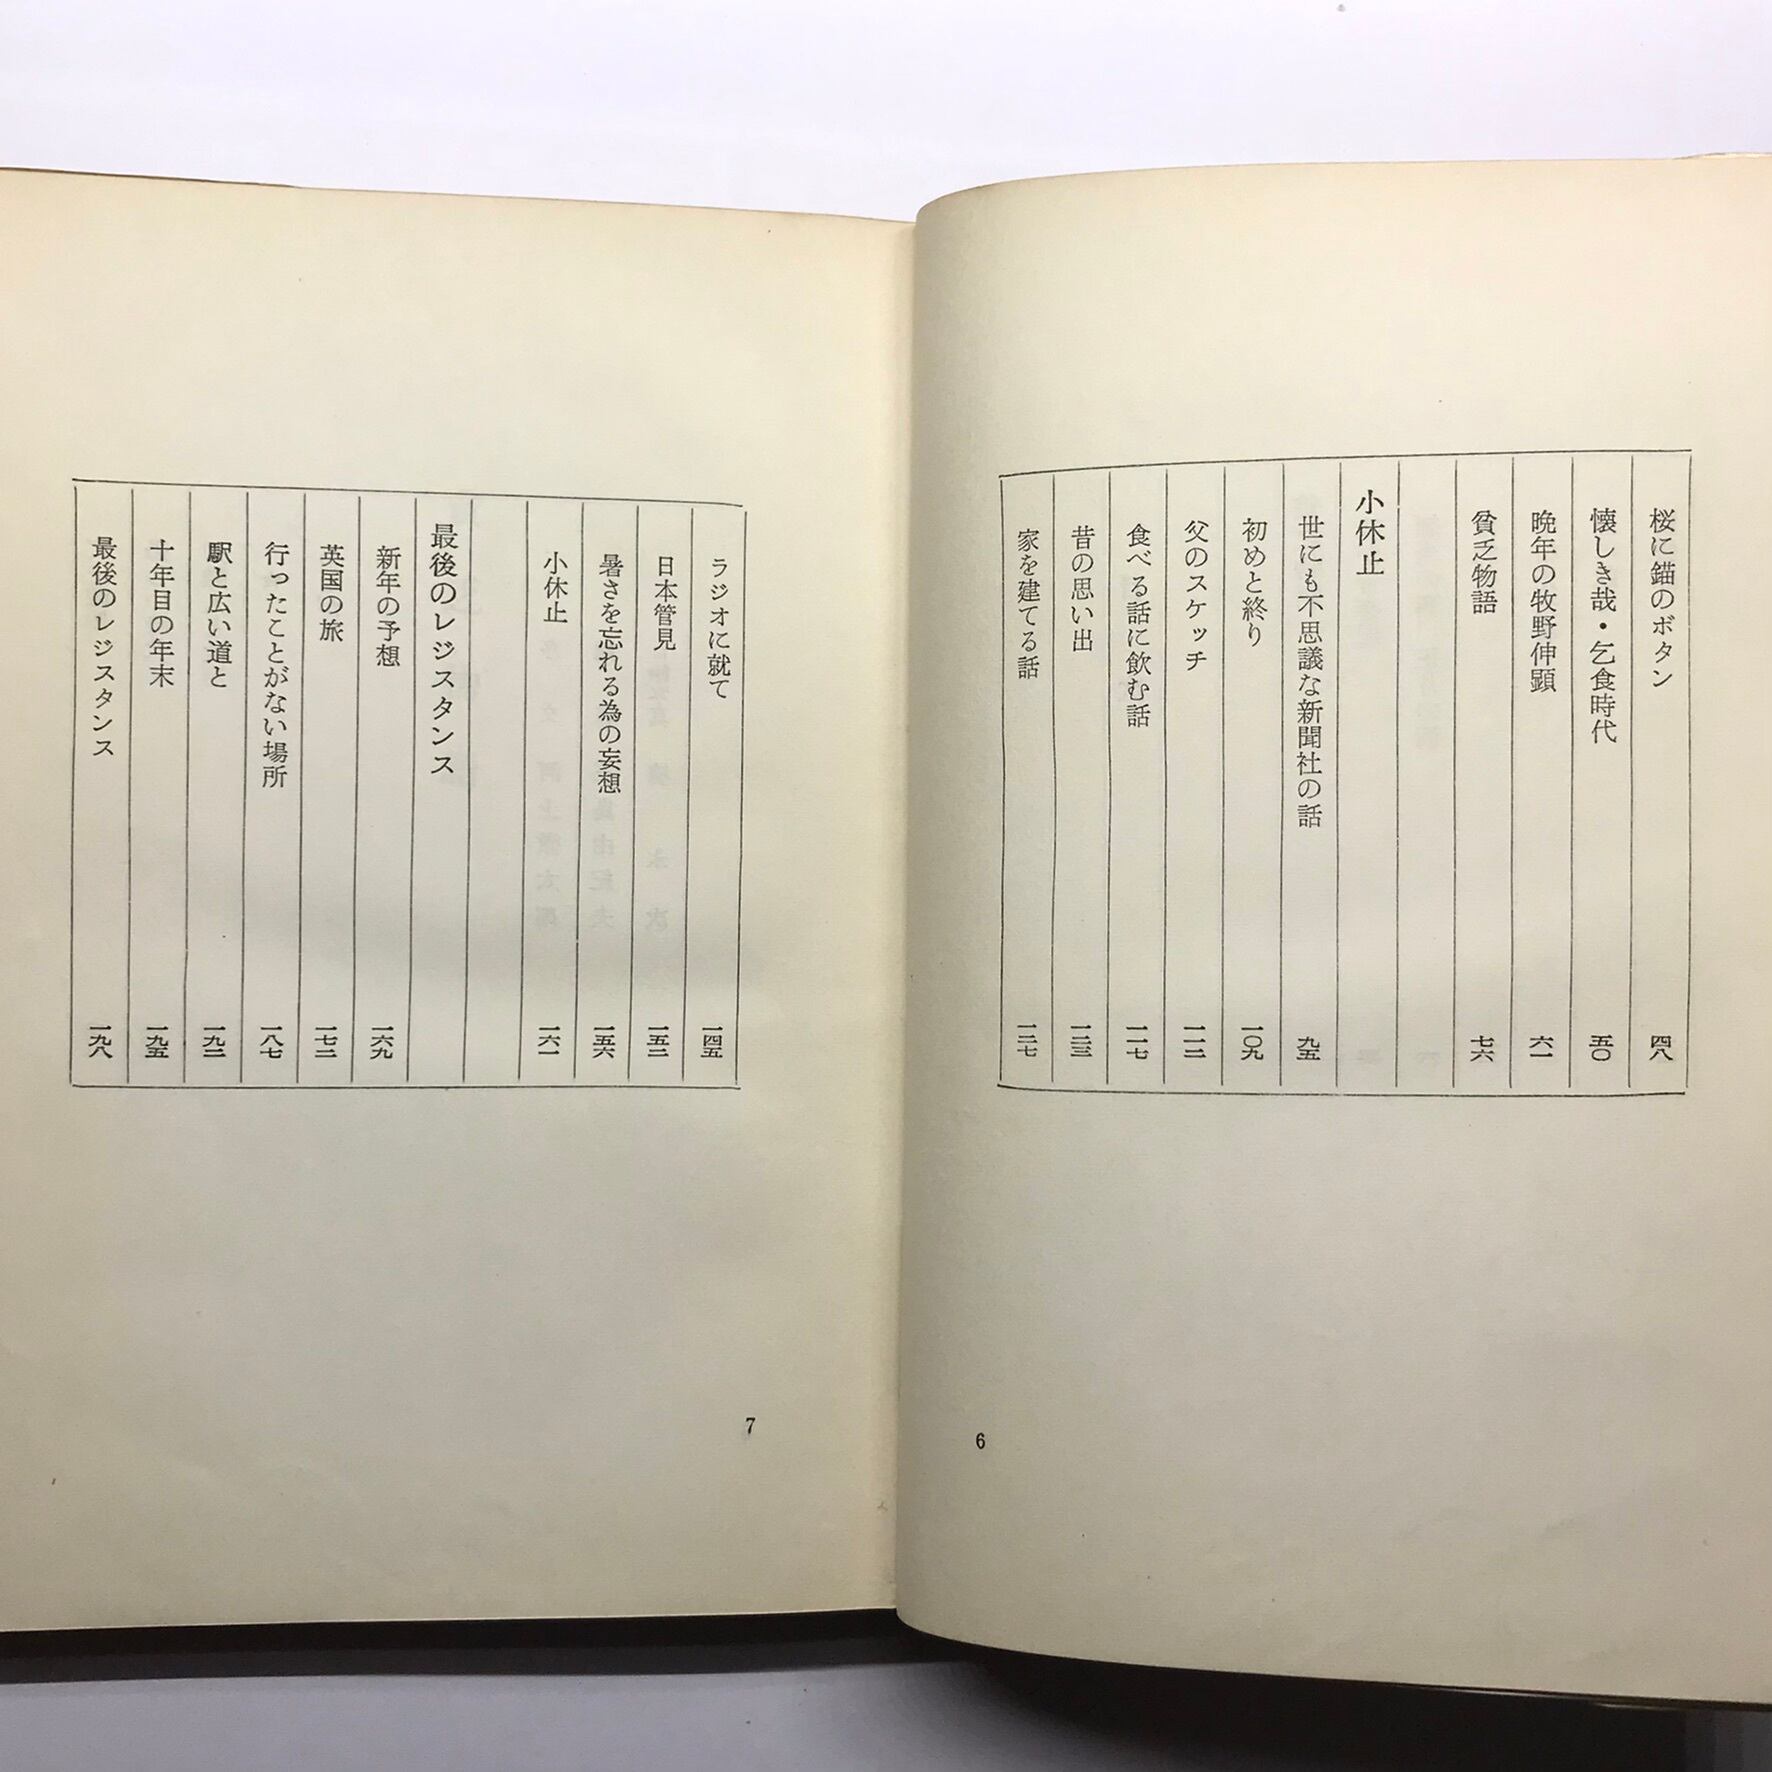 桜に錨のボタン 四八
懐しき哉・乞食時代 五〇
晩年の牧野伸顕 六一
貧乏物語 七六
小休止
世にも不思議な新聞社の話 九五
初めと終り 一〇九
父のスケッチ 一一二
食べる話に飲む話 一一七
昔の思い出 一二三
家を建てる話 一二七
6
ラジオに就て 一四五
日本管見 一五二
暑さを忘れる為の妄想 一五六
小休止 一六一
最後のレジスタンス
新年の予想 一六九
英国の旅 一七二
行ったことがない場所 一八七
駅と広い道と 一九二
十年目の年末 一九五
最後のレジスタンス 一九八
7